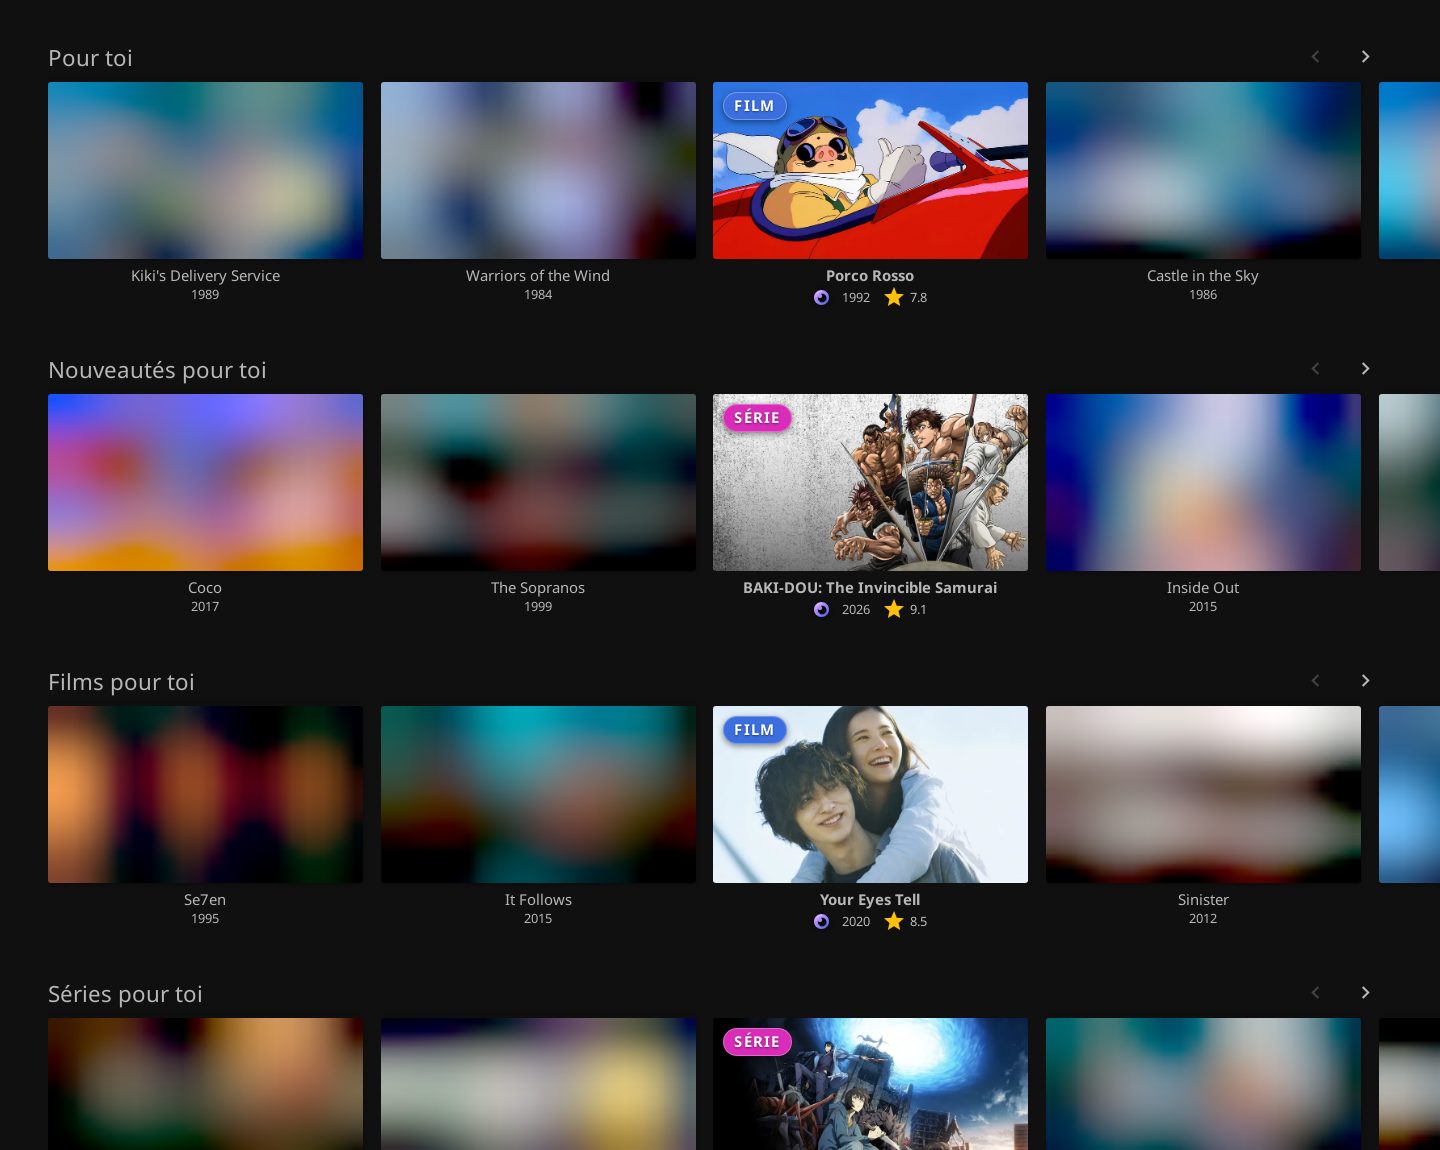 Pour toi
FILM
Kiki's Delivery Service
1989
Warriors of the Wind
1984
Porco Rosso
1992 7.8
Castle in the Sky
1986
Nouveautés pour toi
SÉRIE
Coco
2017
The Sopranos
1999
BAKI-DOU: The Invincible Samurai
2026 9.1
Inside Out
2015
Films pour toi
FILM
Se7en
1995
It Follows
2015
Your Eyes Tell
2020 8.5
Sinister
2012
Séries pour toi
SÉRIE